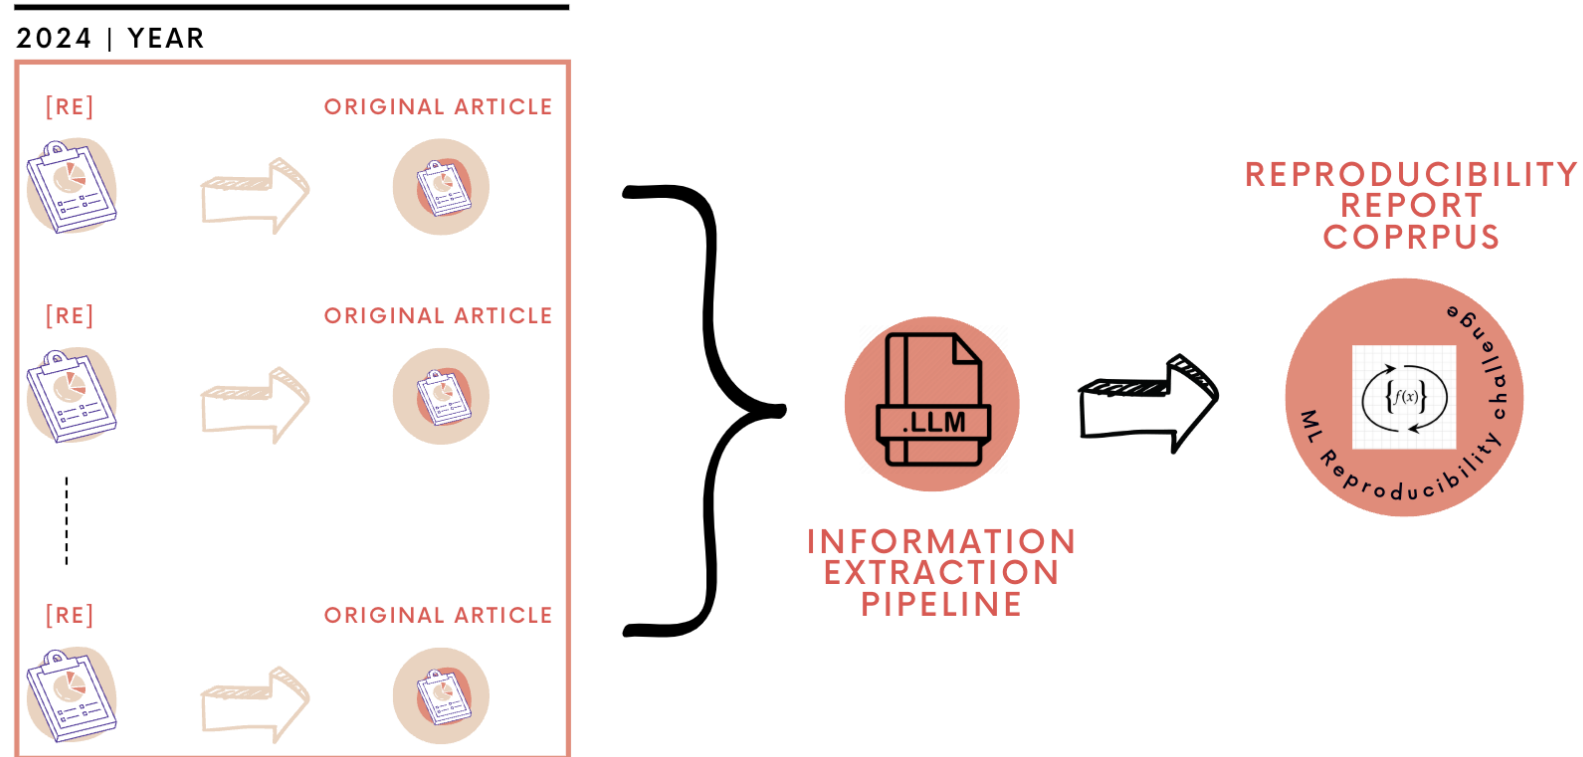 2024 | YEAR
[RE]
ORIGINAL ARTICLE
[RE]
ORIGINAL ARTICLE
[RE]
ORIGINAL ARTICLE
.LLM
INFORMATION
EXTRACTION
PIPELINE
REPRODUCIBILITY
REPORT
COPRPUS
{f(x)}
ML Reproducibility challenge